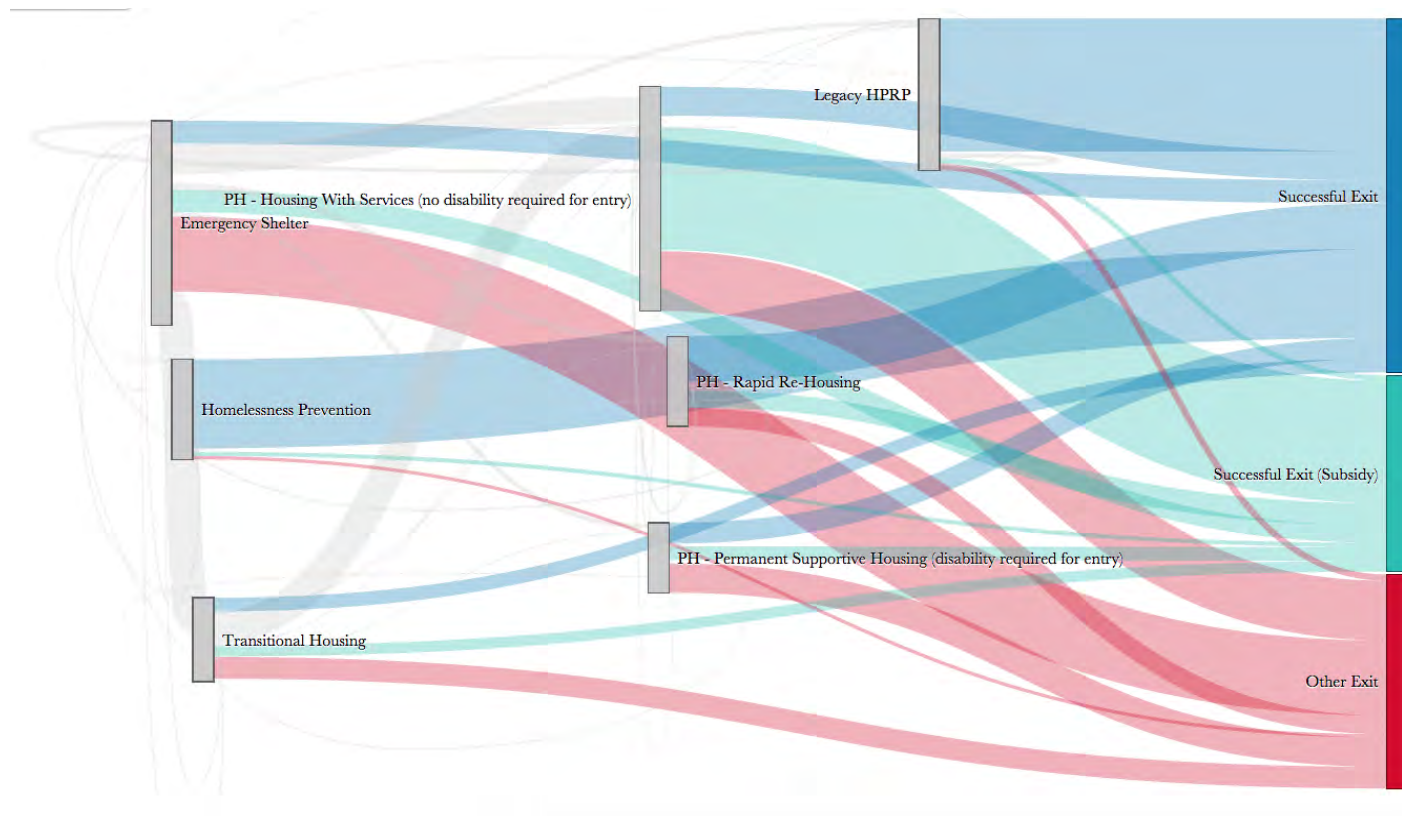 Legacy HPRP
Successful Exit
PH - Housing With Services (no disability required for entry)
Emergency Shelter
PH - Rapid Re-Housing
Homelessness Prevention
Successful Exit (Subsidy)
PH - Permanent Supportive Housing (disability required for entry)
Transitional Housing
Other Exit